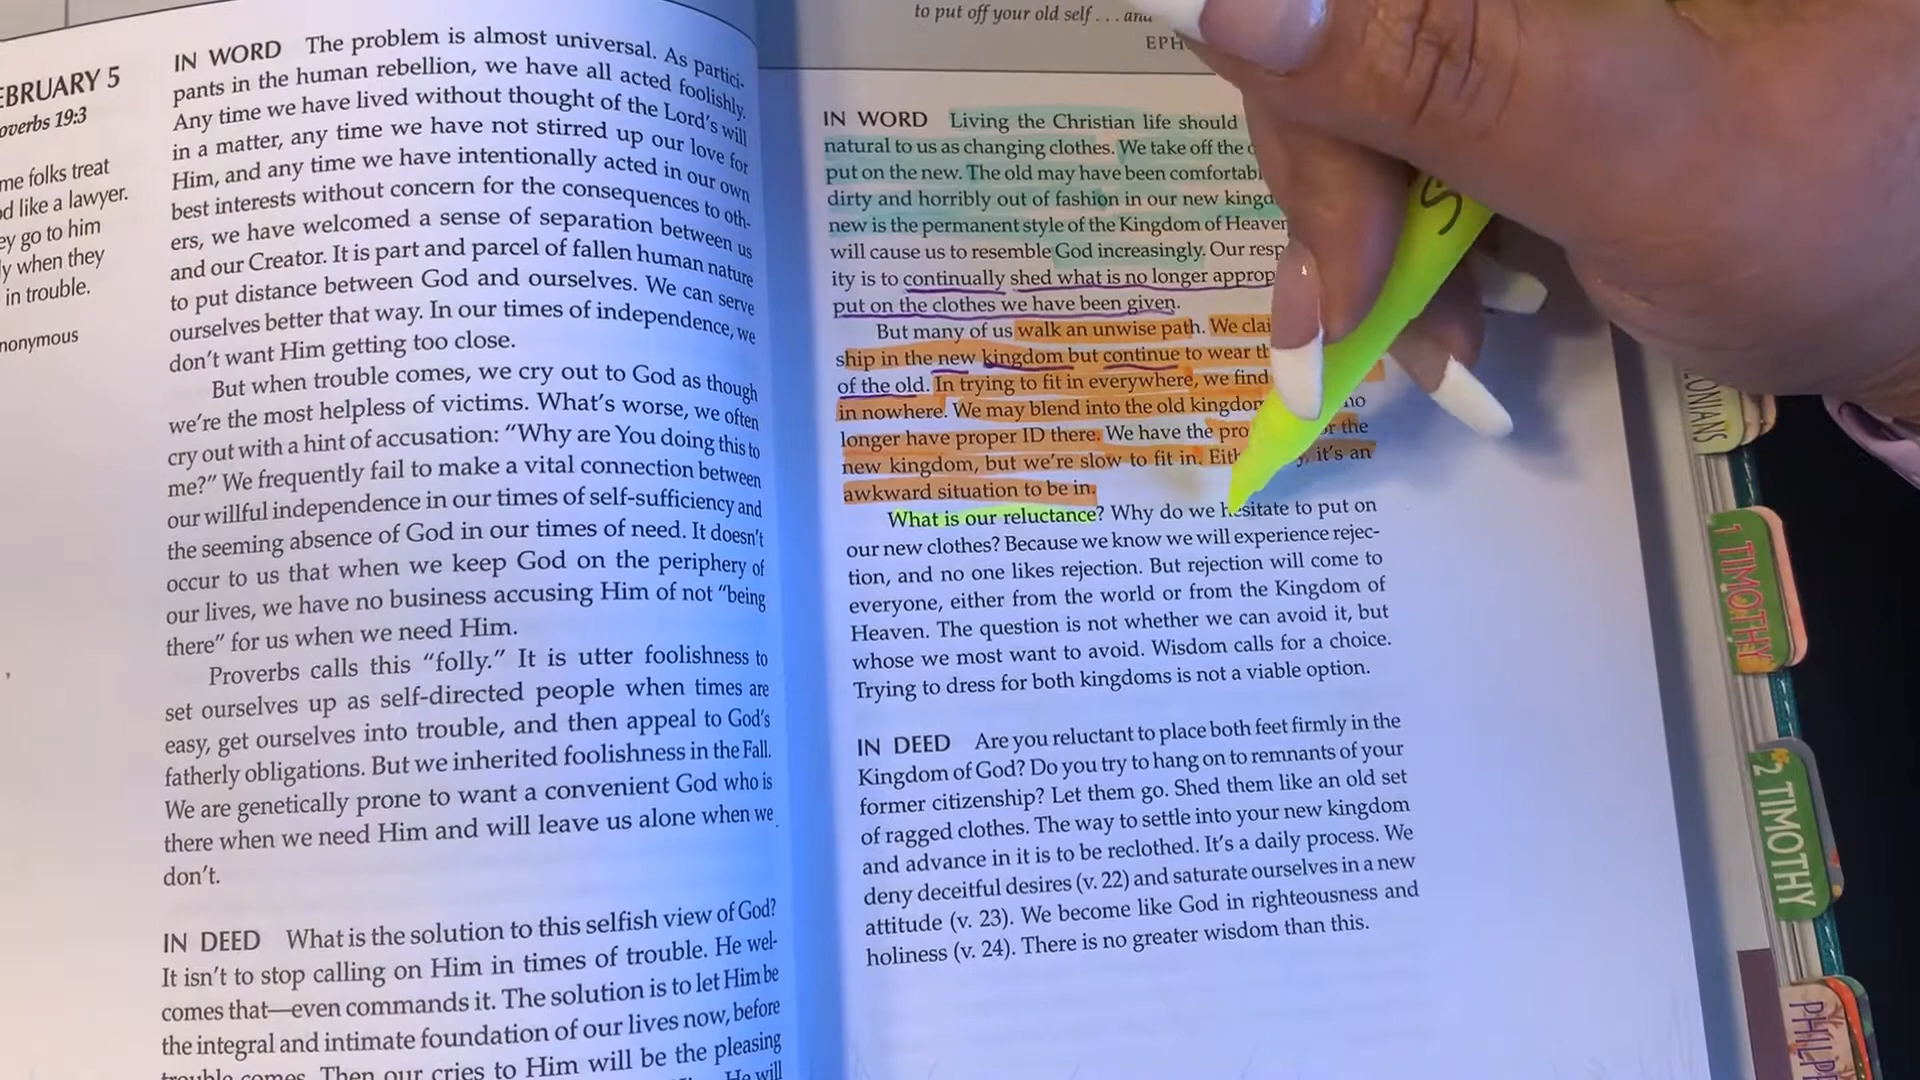 EBRUARY 5
overbs 19:3
me folks treat
d like a lawyer.
ey go to him
y when they
in trouble.
nonymous
IN WORD The problem is almost universal. As partici-
pants in the human rebellion, we have all acted foolishly.
Any time we have lived without thought of the Lord's will
in a matter, any time we have not stirred up our love for
Him, and any time we have intentionally acted in our own
best interests without concern for the consequences to oth-
ers, we have welcomed a sense of separation between us
and our Creator. It is part and parcel of fallen human nature
to put distance between God and ourselves. We can serve
ourselves better that way. In our times of independence, we
don't want Him getting too close.
But when trouble comes, we cry out to God as though
we're the most helpless of victims. What's worse, we often
cry out with a hint of accusation: "Why are You doing this to
me?" We frequently fail to make a vital connection between
our willful independence in our times of self-sufficiency and
the seeming absence of God in our times of need. It doesn't
occur to us that when we keep God on the periphery of
our lives, we have no business accusing Him of not "being
there" for us when we need Him.
Proverbs calls this "folly." It is utter foolishness to
set ourselves up as self-directed people when times are
easy, get ourselves into trouble, and then appeal to God's
fatherly obligations. But we inherited foolishness in the Fall.
We are genetically prone to want a convenient God who is
there when we need Him and will leave us alone when we
don't.
IN DEED What is the solution to this selfish view of God?
It isn't to stop calling on Him in times of trouble. He wel-
comes that—even commands it. The solution is to let Him be
the integral and intimate foundation of our lives now, before
trouble comes. Then our cries to Him will be the pleasing
He will
to put off your old self . . . and
EPH
IN WORD Living the Christian life should
natural to us as changing clothes. We take off the
put on the new. The old may have been comfortabl
dirty and horribly out of fashion in our new kingd
new is the permanent style of the Kingdom of Heaven
will cause us to resemble God increasingly. Our resp
ity is to continually shed what is no longer approp
put on the clothes we have been given.
But many of us walk an unwise path. We clai
ship in the new kingdom but continue to wear th
of the old. In trying to fit in everywhere, we find
in nowhere. We may blend into the old kingdom no
longer have proper ID there. We have the pro or the
new kingdom, but we're slow to fit in. Eith y, it's an
awkward situation to be in.
What is our reluctance? Why do we hesitate to put on
our new clothes? Because we know we will experience rejec-
tion, and no one likes rejection. But rejection will come to
everyone, either from the world or from the Kingdom of
Heaven. The question is not whether we can avoid it, but
whose we most want to avoid. Wisdom calls for a choice.
Trying to dress for both kingdoms is not a viable option.
IN DEED Are you reluctant to place both feet firmly in the
Kingdom of God? Do you try to hang on to remnants of your
former citizenship? Let them go. Shed them like an old set
of ragged clothes. The way to settle into your new kingdom
and advance in it is to be reclothed. It's a daily process. We
deny deceitful desires (v. 22) and saturate ourselves in a new
attitude (v. 23). We become like God in righteousness and
holiness (v. 24). There is no greater wisdom than this.
S
ONIANS
1 TIMOTHY
2 TIMOTHY
PHILE